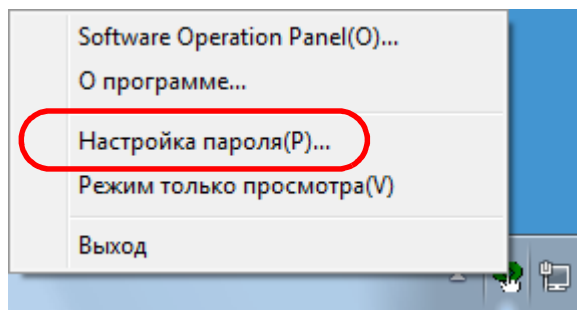 Software Operation Panel(O)...
О программе...
Настройка пароля(P)...
Режим только просмотра(V)
Выход